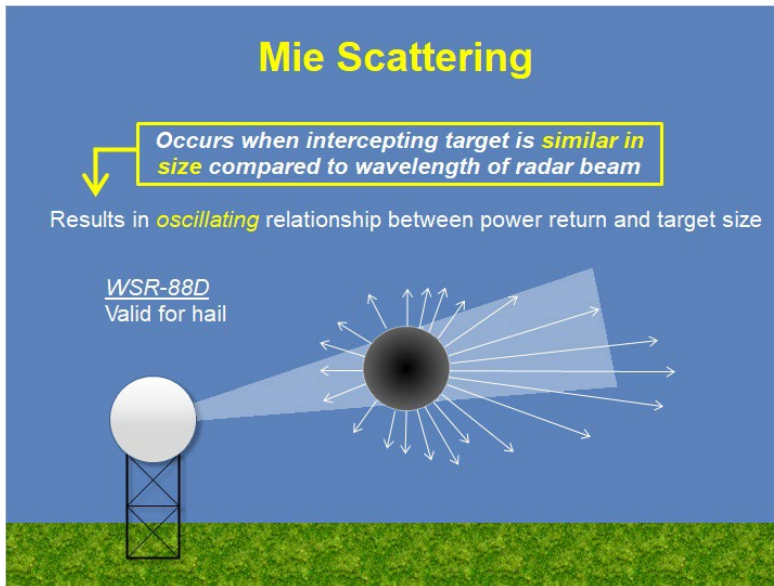 Mie Scattering
Occurs when intercepting target is similar in
size compared to wavelength of radar beam
Results in oscillating relationship between power return and target size
WSR-88D
Valid for hail